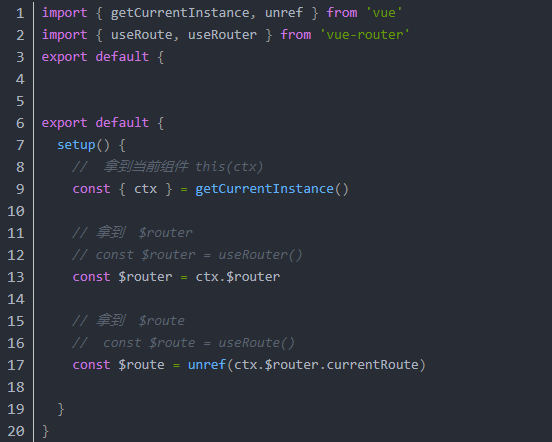 1 import { getCurrentInstance, unref } from 'vue'
2 import { useRoute, useRouter } from 'vue-router'
3 export default {
4
5
6 export default {
7   setup() {
8     //  拿到当前组件 this(ctx)
9     const { ctx } = getCurrentInstance()
10
11     // 拿到  $router
12     // const $router = useRouter()
13     const $router = ctx.$router
14
15     // 拿到  $route
16     //  const $route = useRoute()
17     const $route = unref(ctx.$router.currentRoute)
18
19   }
20 }